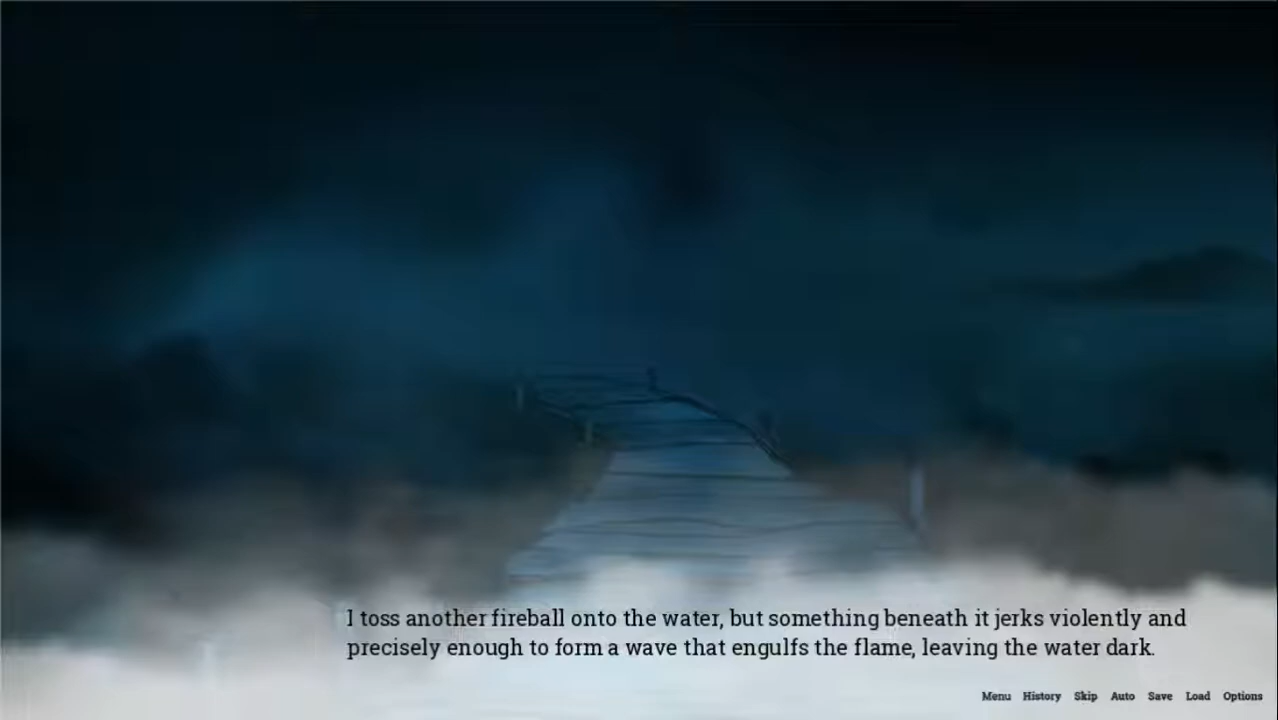 I toss another fireball onto the water, but something beneath it jerks violently and
precisely enough to form a wave that engulfs the flame, leaving the water dark.
Menu History Skip Auto Save Load Options